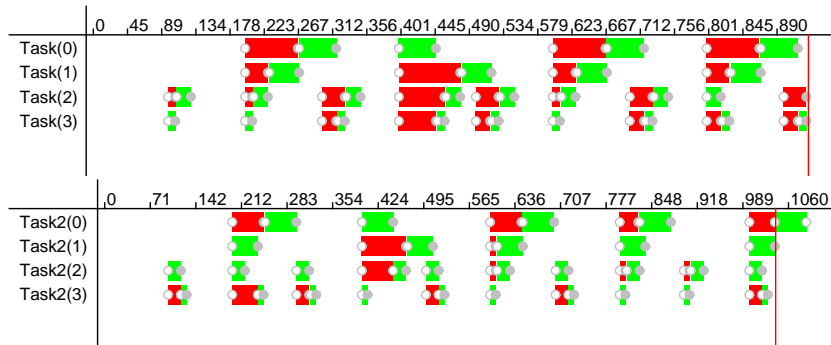 0 45 89 134 178 223 267 312 356 401 445 490 534 579 623 667 712 756 801 845 890
Task(0)
Task(1)
Task(2)
Task(3)
0 71 142 212 283 354 424 495 565 636 707 777 848 918 989 1060
Task2(0)
Task2(1)
Task2(2)
Task2(3)